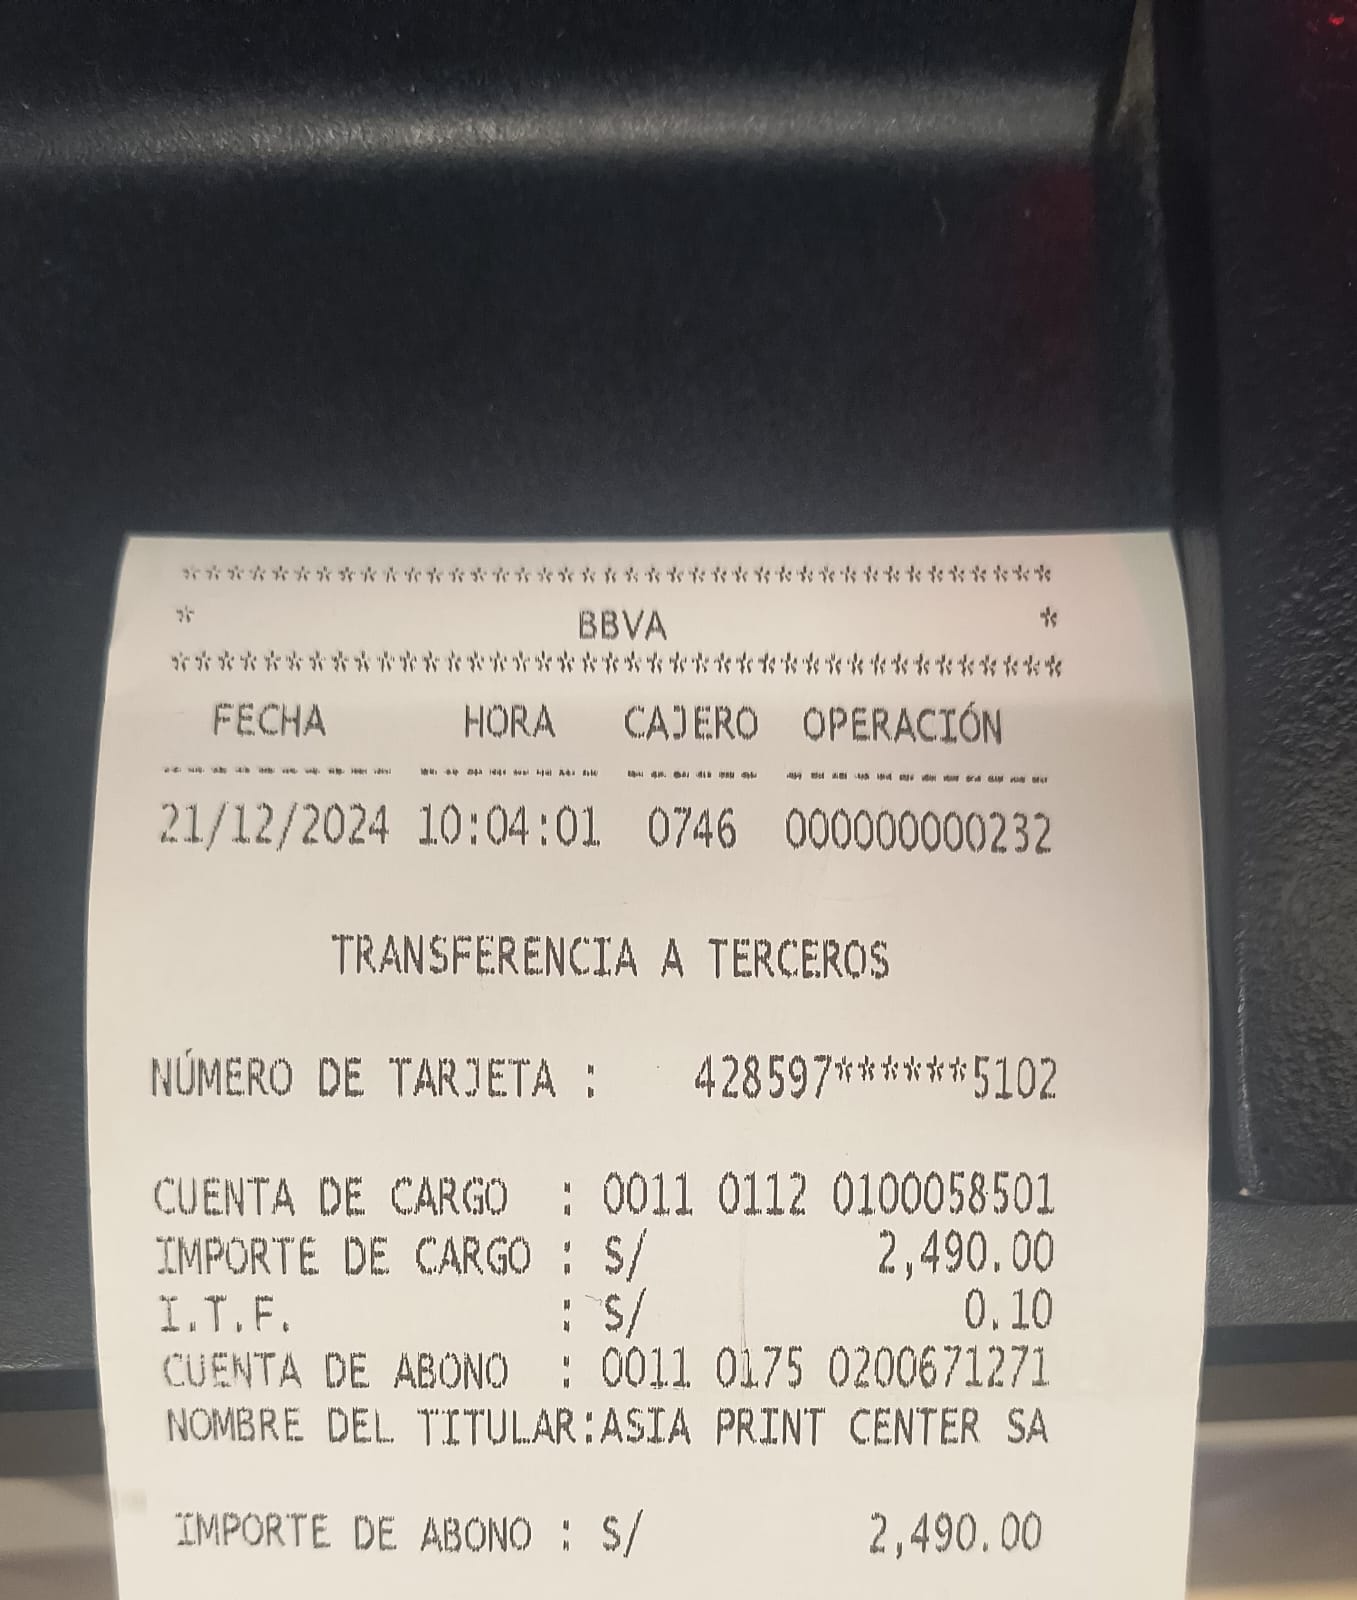 ****************************************
* BBVA *
****************************************
FECHA HORA CAJERO OPERACIÓN
---------- -------- ------ ------------
21/12/2024 10:04:01 0746 000000000232
TRANSFERENCIA A TERCEROS
NÚMERO DE TARJETA : 428597******5102
CUENTA DE CARGO : 0011 0112 0100058501
IMPORTE DE CARGO : S/ 2,490.00
I.T.F. : S/ 0.10
CUENTA DE ABONO : 0011 0175 0200671271
NOMBRE DEL TITULAR:ASIA PRINT CENTER SA
IMPORTE DE ABONO : S/ 2,490.00